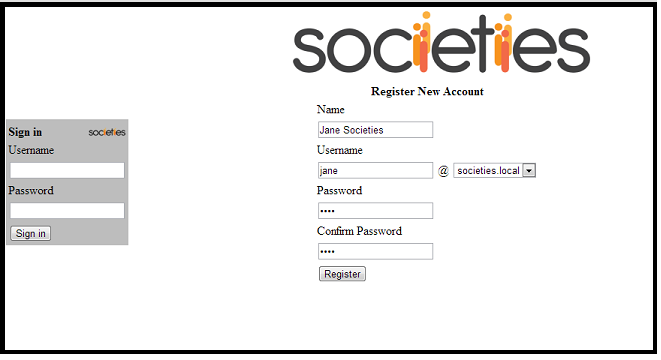 societies
Register New Account
Name
Jane Societies
Username
jane @ societies.local
Password
••••
Confirm Password
••••
Register
Sign in societies
Username
Password
Sign in